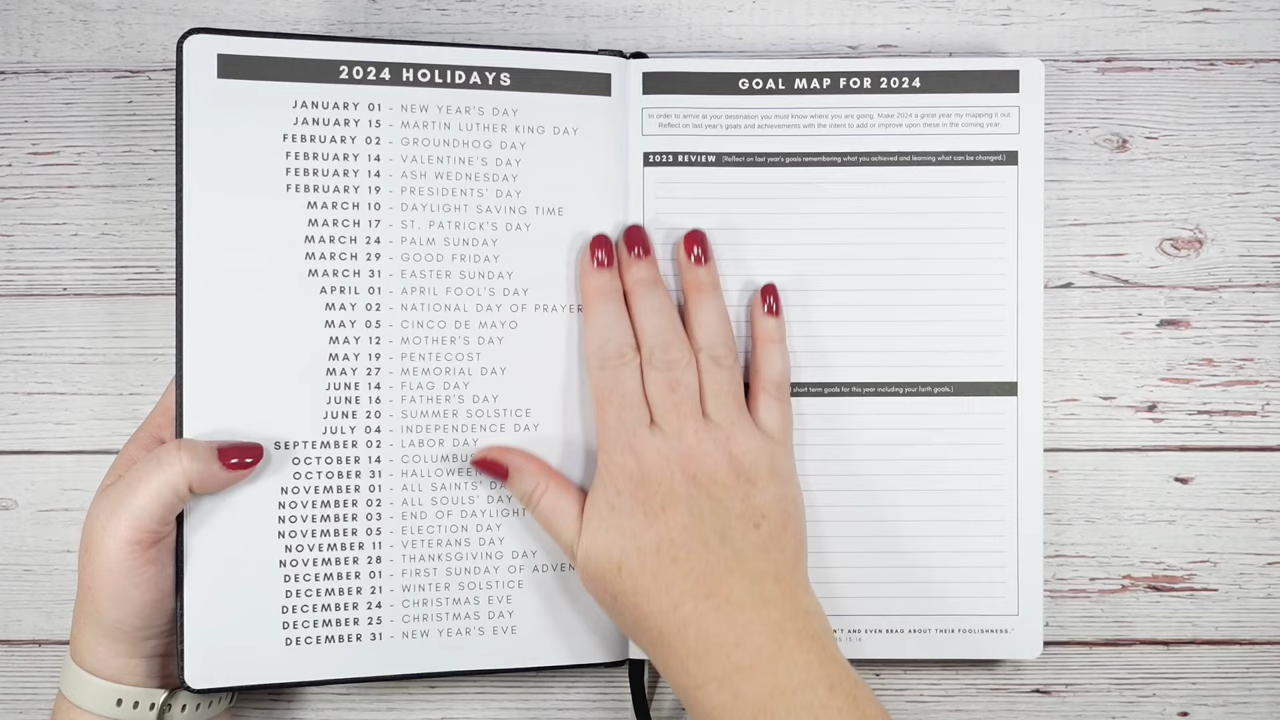 2024 HOLIDAYS
JANUARY 01 - NEW YEAR'S DAY
JANUARY 15 - MARTIN LUTHER KING DAY
FEBRUARY 02 - GROUNDHOG DAY
FEBRUARY 14 - VALENTINE'S DAY
FEBRUARY 14 - ASH WEDNESDAY
FEBRUARY 19 - PRESIDENTS' DAY
MARCH 10 - DAYLIGHT SAVING TIME
MARCH 17 - ST. PATRICK'S DAY
MARCH 24 - PALM SUNDAY
MARCH 29 - GOOD FRIDAY
MARCH 31 - EASTER SUNDAY
APRIL 01 - APRIL FOOL'S DAY
MAY 02 - NATIONAL DAY OF PRAYER
MAY 05 - CINCO DE MAYO
MAY 12 - MOTHER'S DAY
MAY 19 - PENTECOST
MAY 27 - MEMORIAL DAY
JUNE 14 - FLAG DAY
JUNE 16 - FATHER'S DAY
JUNE 20 - SUMMER SOLSTICE
JULY 04 - INDEPENDENCE DAY
SEPTEMBER 02 - LABOR DAY
OCTOBER 14 - COLUMBUS
OCTOBER 31 - HALLOWEEN
NOVEMBER 01 - ALL SAINTS' DA
NOVEMBER 02 - ALL SOULS' DAY
NOVEMBER 03 - END OF DAYLIGHT
NOVEMBER 05 - ELECTION DAY
NOVEMBER 11 - VETERANS DAY
NOVEMBER 28 - THANKSGIVING DAY
DECEMBER 01 - FIRST SUNDAY OF ADVEN
DECEMBER 21 - WINTER SOLSTICE
DECEMBER 24 - CHRISTMAS EVE
DECEMBER 25 - CHRISTMAS DAY
DECEMBER 31 - NEW YEAR'S EVE
GOAL MAP FOR 2024
In order to arrive at your destination you must know where you are going. Make 2024 a great year my mapping it out.
Reflect on last year's goals and achievements with the intent to add or improve upon these in the coming year.
2023 REVIEW (Reflect on last year's goals remembering what you achieved and learning what can be changed.)
short term goals for this year including your faith goals.)
N'T AND EVEN BRAG ABOUT THEIR FOOLISHNESS."